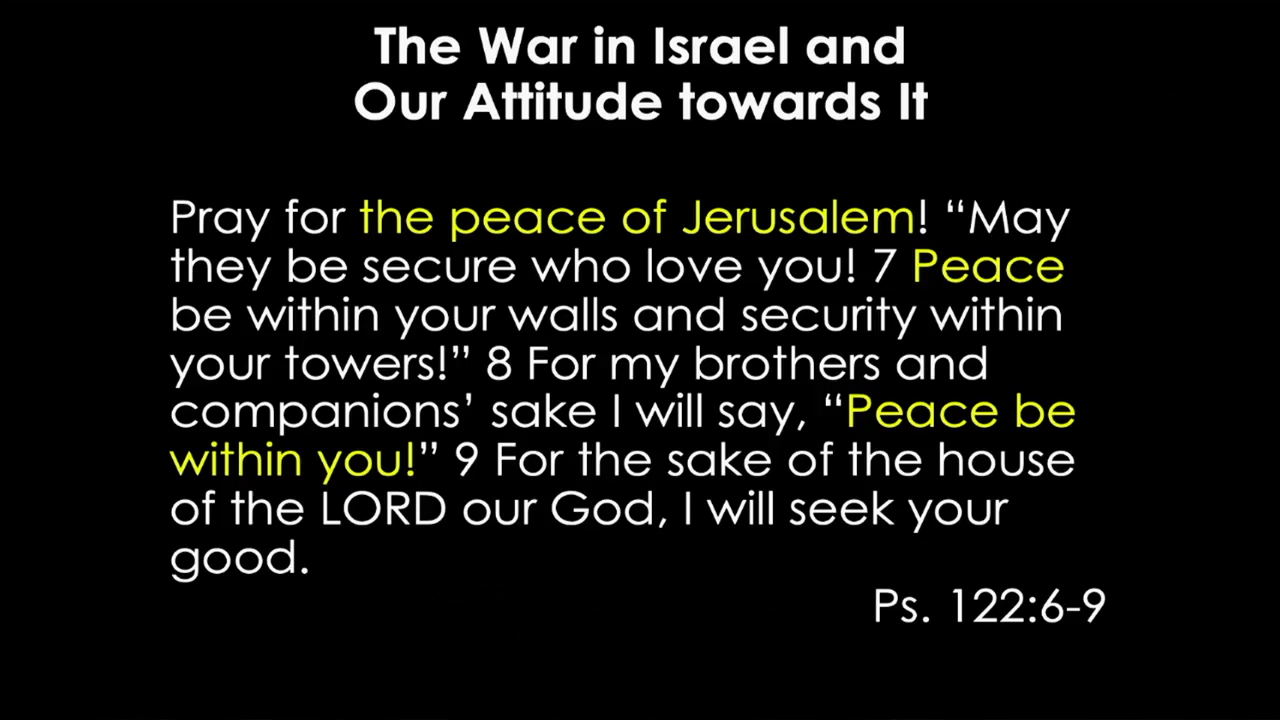 The War in Israel and
Our Attitude towards It
Pray for the peace of Jerusalem! “May
they be secure who love you! 7 Peace
be within your walls and security within
your towers!” 8 For my brothers and
companions’ sake I will say, “Peace be
within you!” 9 For the sake of the house
of the LORD our God, I will seek your
good.
Ps. 122:6-9